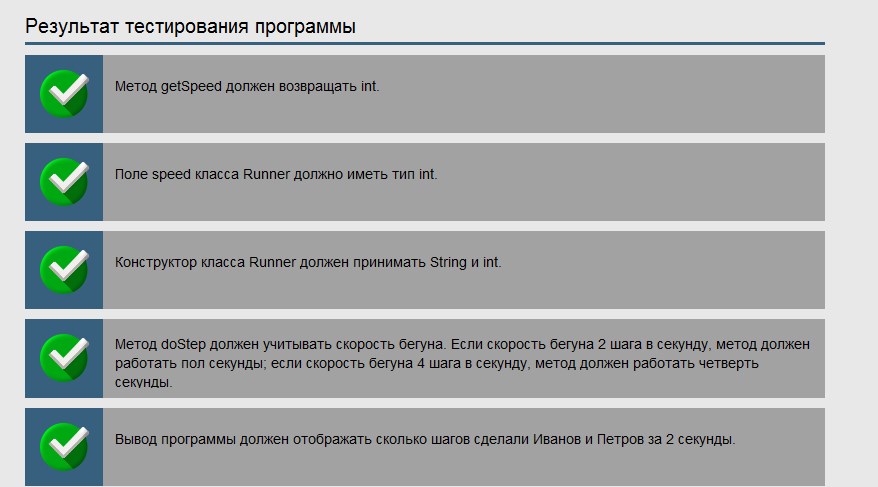 Результат тестирования программы
Метод getSpeed должен возвращать int.
Поле speed класса Runner должно иметь тип int.
Конструктор класса Runner должен принимать String и int.
Метод doStep должен учитывать скорость бегуна. Если скорость бегуна 2 шага в секунду, метод должен
работать пол секунды; если скорость бегуна 4 шага в секунду, метод должен работать четверть
секунды.
Вывод программы должен отображать сколько шагов сделали Иванов и Петров за 2 секунды.